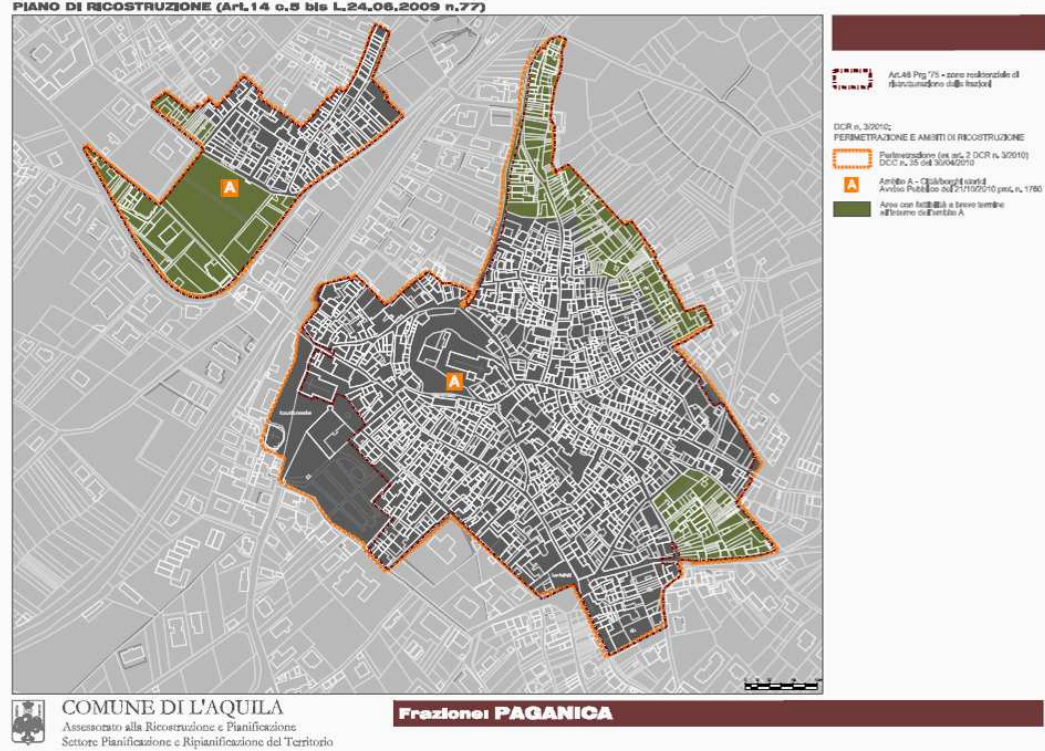 PIANO DI RICOSTRUZIONE (Art.14 c.5 bis L.24.06.2009 n.77)
Art.46 Prg '75 - zone residenziale di
ristrutturazione delle frazioni
DCR n. 3/2010:
PERIMETRAZIONE E AMBITI DI RICOSTRUZIONE
Perimetrazione (ex art. 2 DCR n. 3/2010)
DCC n. 35 del 30/04/2010
A
Ambito A - Città/borghi storici
Avviso Pubblico del 21/10/2010 prot. n. 1760
Aree con fattibilità a breve termine
all'interno dell'ambito A
A
A
COMUNE DI L'AQUILA
Assessorato alla Ricostruzione e Pianificazione
Settore Pianificazione e Ripianificazione del Territorio
Frazione: PAGANICA